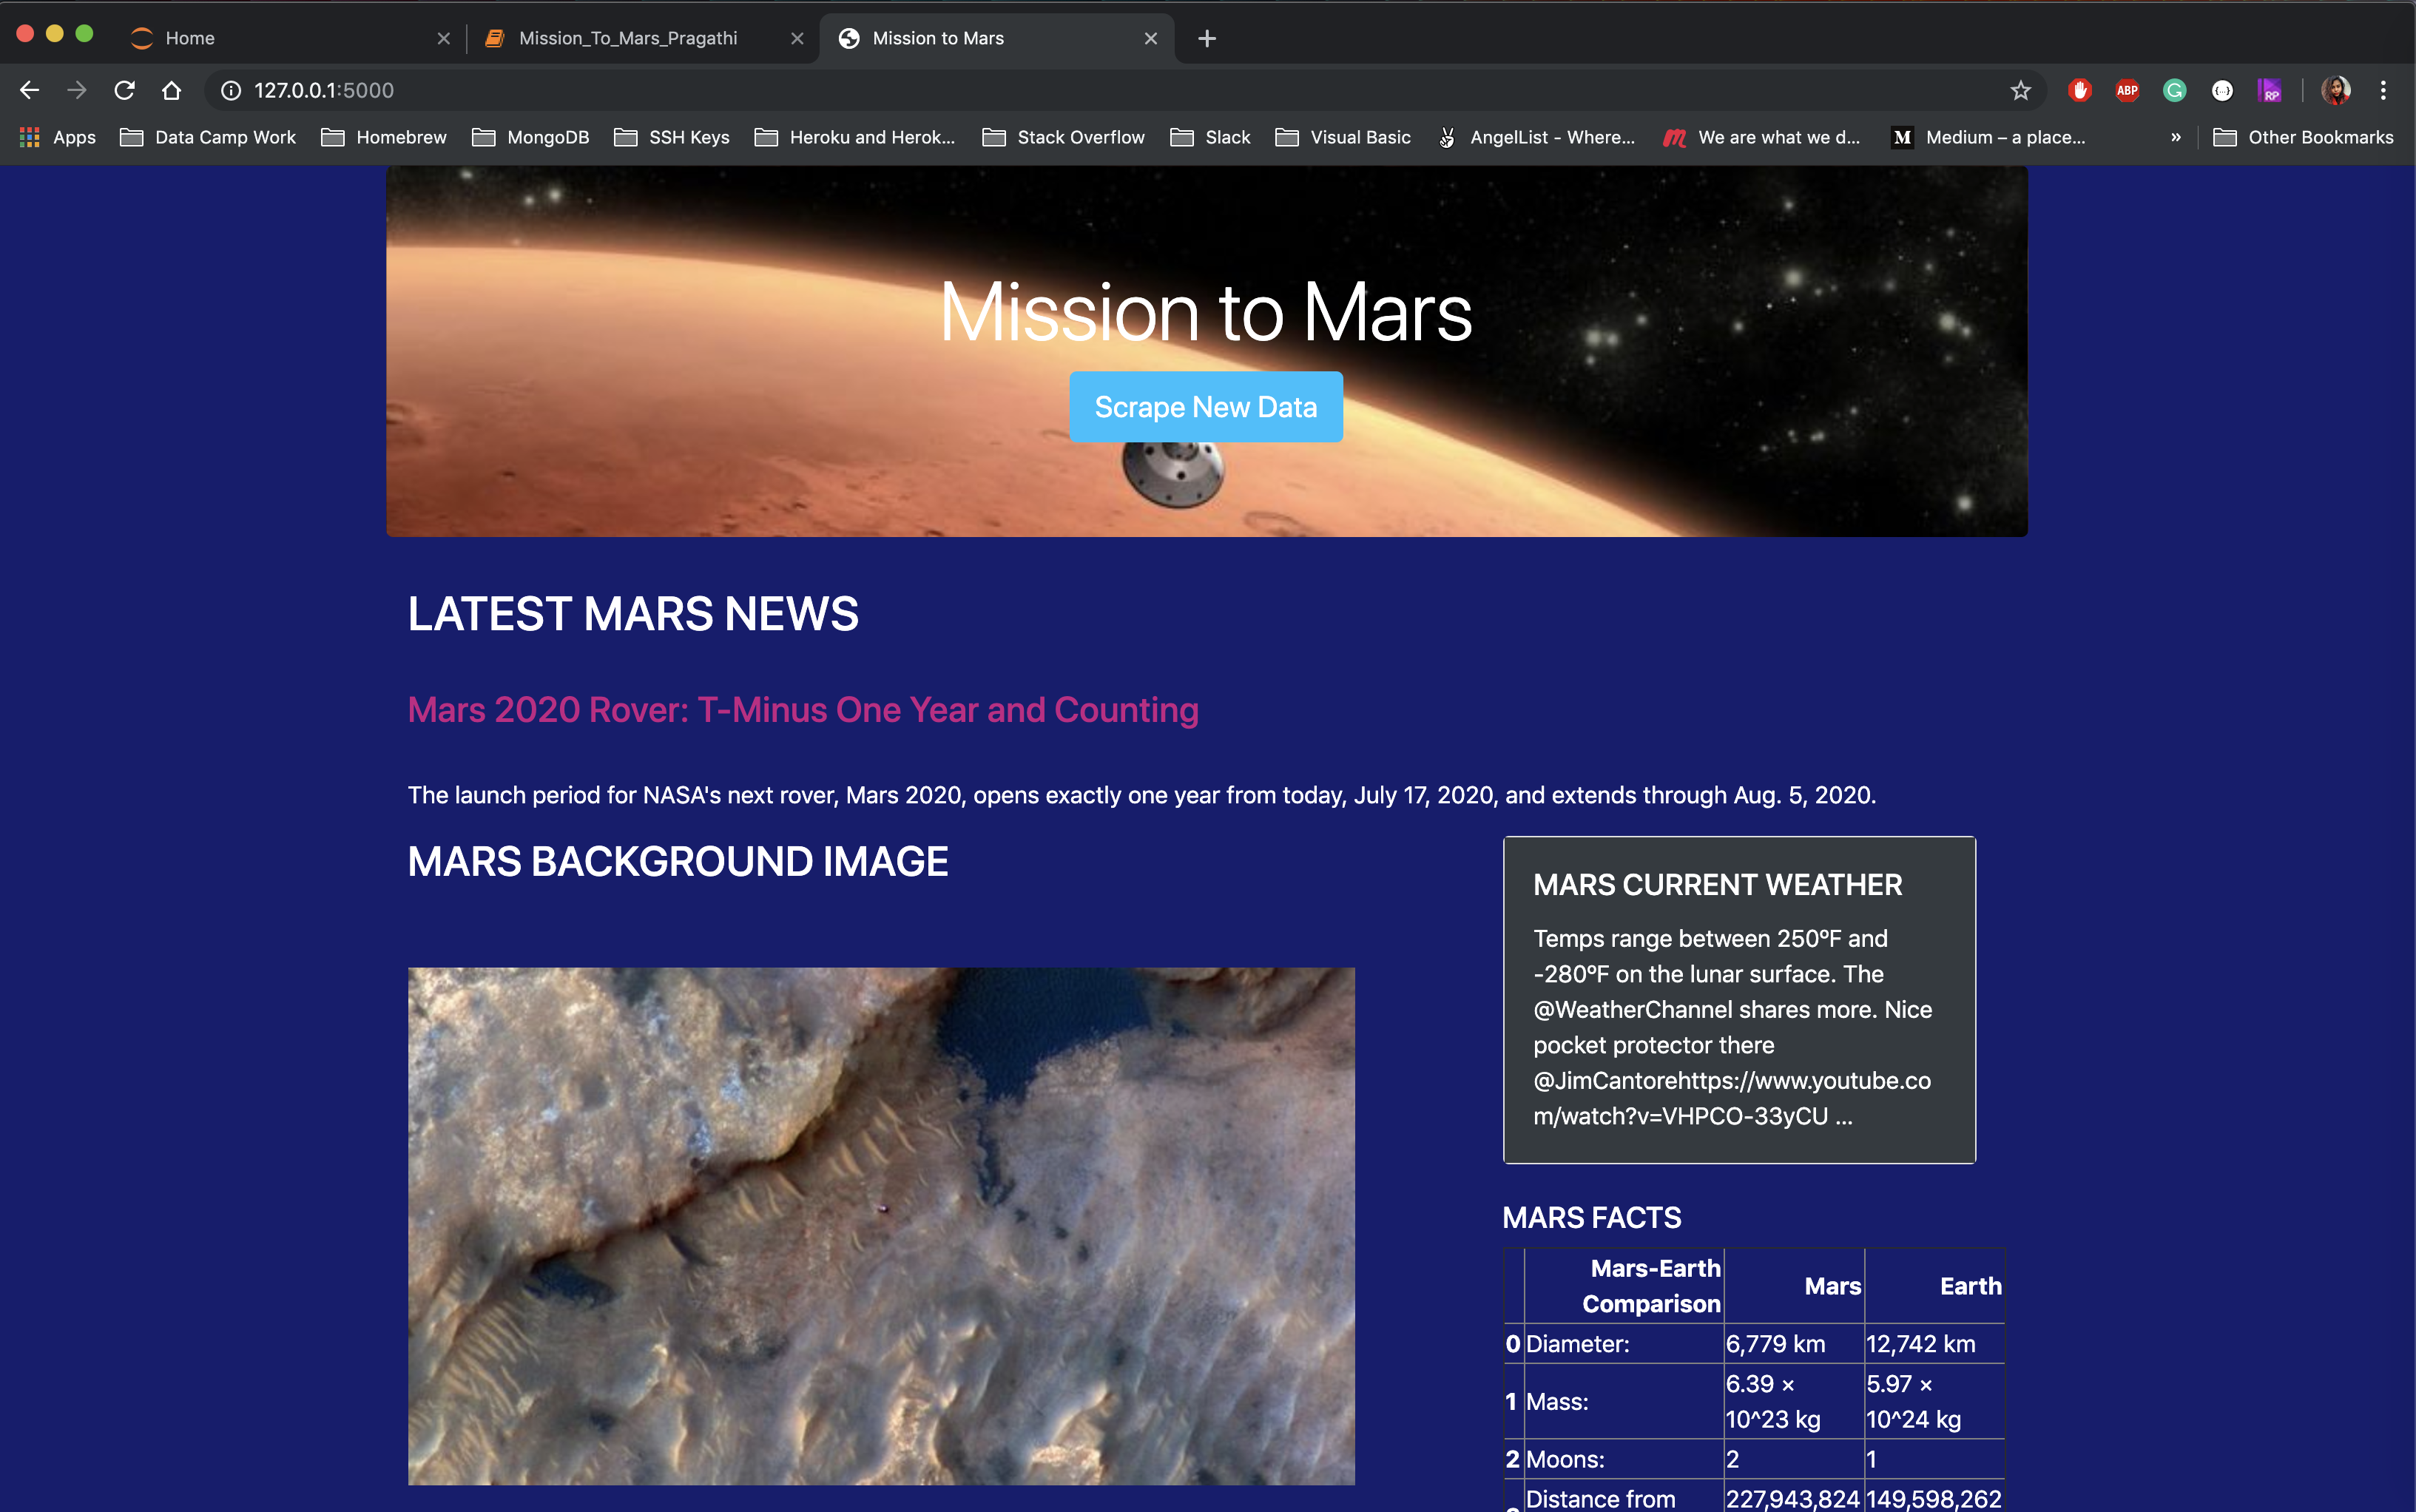 Home
Mission_To_Mars_Pragathi
Mission to Mars
127.0.0.1:5000
ABP
RP
Apps
Data Camp Work
Homebrew
MongoDB
SSH Keys
Heroku and Herok...
Stack Overflow
Slack
Visual Basic
AngelList - Where...
We are what we d...
M
Medium – a place...
»
Other Bookmarks
Mission to Mars
Scrape New Data
LATEST MARS NEWS
Mars 2020 Rover: T-Minus One Year and Counting
The launch period for NASA's next rover, Mars 2020, opens exactly one year from today, July 17, 2020, and extends through Aug. 5, 2020.
MARS BACKGROUND IMAGE
MARS CURRENT WEATHER
Temps range between 250ºF and
-280ºF on the lunar surface. The
@WeatherChannel shares more. Nice
pocket protector there
@JimCantorehttps://www.youtube.co
m/watch?v=VHPCO-33yCU ...
MARS FACTS
Mars-Earth
Comparison
Mars
Earth
0 Diameter: 6,779 km 12,742 km
1 Mass: 6.39 × 10^23 kg 5.97 × 10^24 kg
2 Moons: 2 1
Distance from 227,943,824 149,598,262